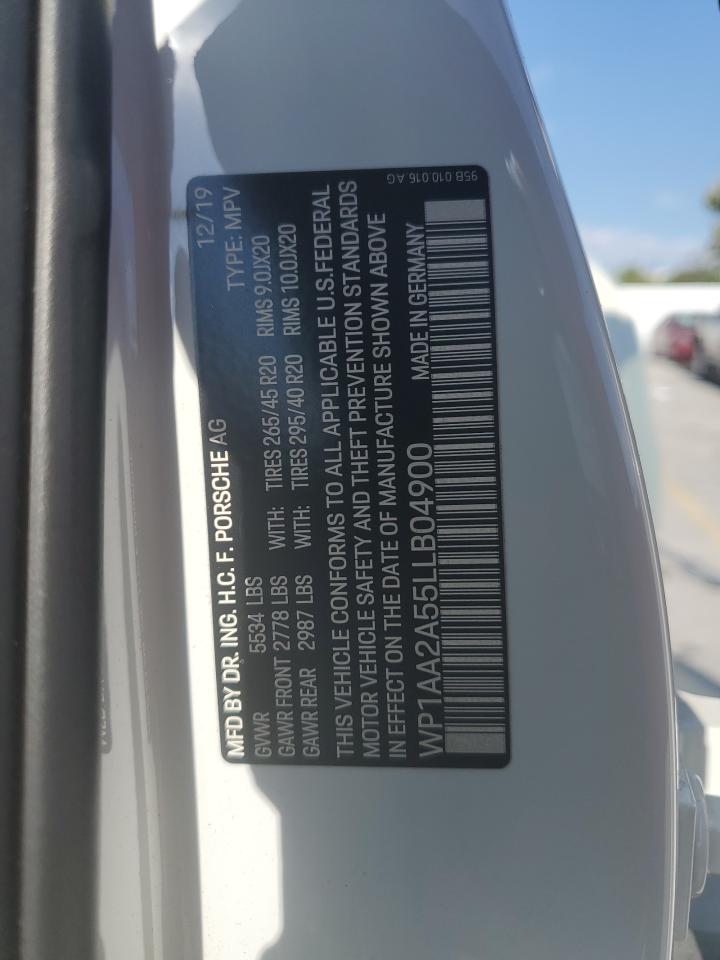 MFD BY DR. ING. H.C. F. PORSCHE AG 12/19
GVWR 5534 LBS TYPE: MPV
GAWR FRONT 2778 LBS WITH: TIRES 265/45 R20 RIMS 9.0JX20
GAWR REAR 2987 LBS WITH: TIRES 295/40 R20 RIMS 10.0JX20
THIS VEHICLE CONFORMS TO ALL APPLICABLE U.S.FEDERAL
MOTOR VEHICLE SAFETY AND THEFT PREVENTION STANDARDS
IN EFFECT ON THE DATE OF MANUFACTURE SHOWN ABOVE
WP1AA2A55LLB04900 MADE IN GERMANY
95B 010 016 AG